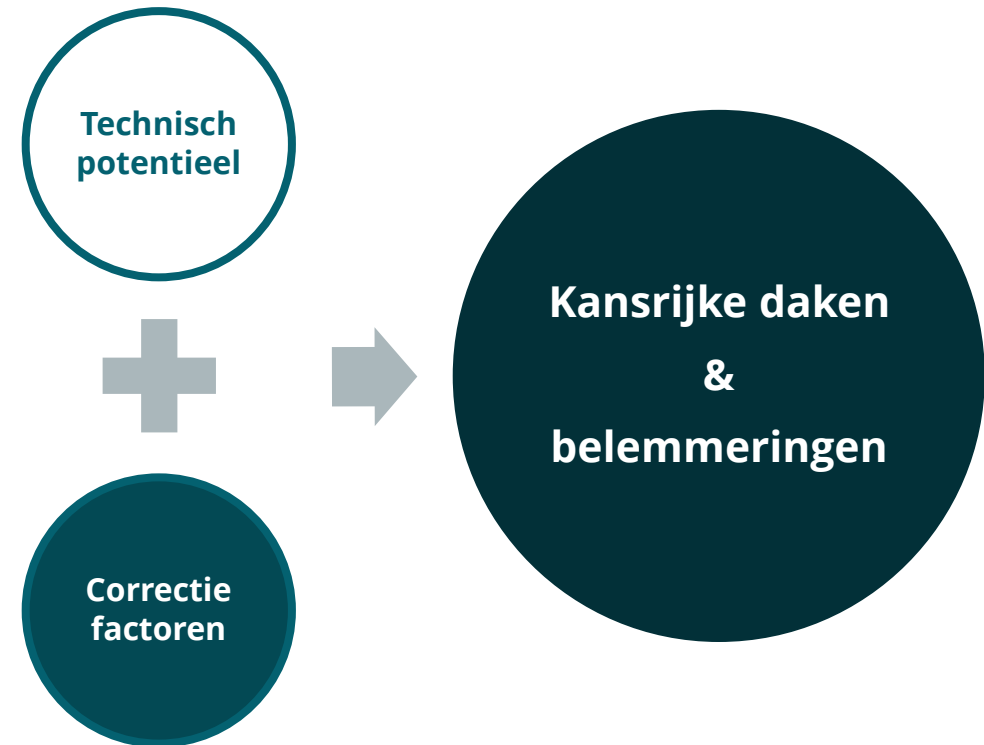 Technisch
potentieel
Correctie
factoren
Kansrijke daken
&
belemmeringen